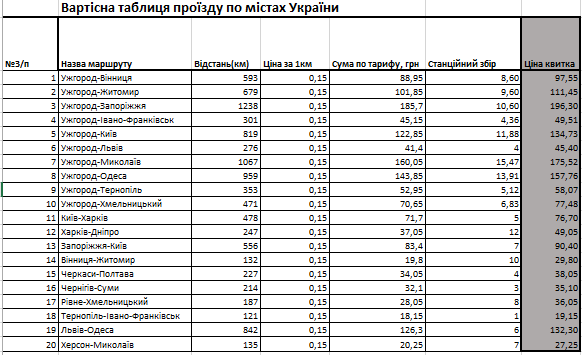 Вартісна таблиця проїзду по містах України
№З/п Назва маршруту Відстань(км) Ціна за 1км Сума по тарифу, грн Станційний збір Ціна квитка
1 Ужгород-Вінниця 593 0,15 88,95 8,60 97,55
2 Ужгород-Житомир 679 0,15 101,85 9,60 111,45
3 Ужгород-Запоріжжя 1238 0,15 185,7 10,60 196,30
4 Ужгород-Івано-Франківськ 301 0,15 45,15 4,36 49,51
5 Ужгород-Київ 819 0,15 122,85 11,88 134,73
6 Ужгород-Львів 276 0,15 41,4 4 45,40
7 Ужгород-Миколаїв 1067 0,15 160,05 15,47 175,52
8 Ужгород-Одеса 959 0,15 143,85 13,91 157,76
9 Ужгород-Тернопіль 353 0,15 52,95 5,12 58,07
10 Ужгород-Хмельницький 471 0,15 70,65 6,83 77,48
11 Київ-Харків 478 0,15 71,7 5 76,70
12 Харків-Дніпро 247 0,15 37,05 12 49,05
13 Запоріжжя-Київ 556 0,15 83,4 7 90,40
14 Вінниця-Житомир 132 0,15 19,8 10 29,80
15 Черкаси-Полтава 227 0,15 34,05 4 38,05
16 Чернігів-Суми 214 0,15 32,1 3 35,10
17 Рівне-Хмельницький 187 0,15 28,05 8 36,05
18 Тернопіль-Івано-Франківськ 121 0,15 18,15 1 19,15
19 Львів-Одеса 842 0,15 126,3 6 132,30
20 Херсон-Миколаїв 135 0,15 20,25 7 27,25